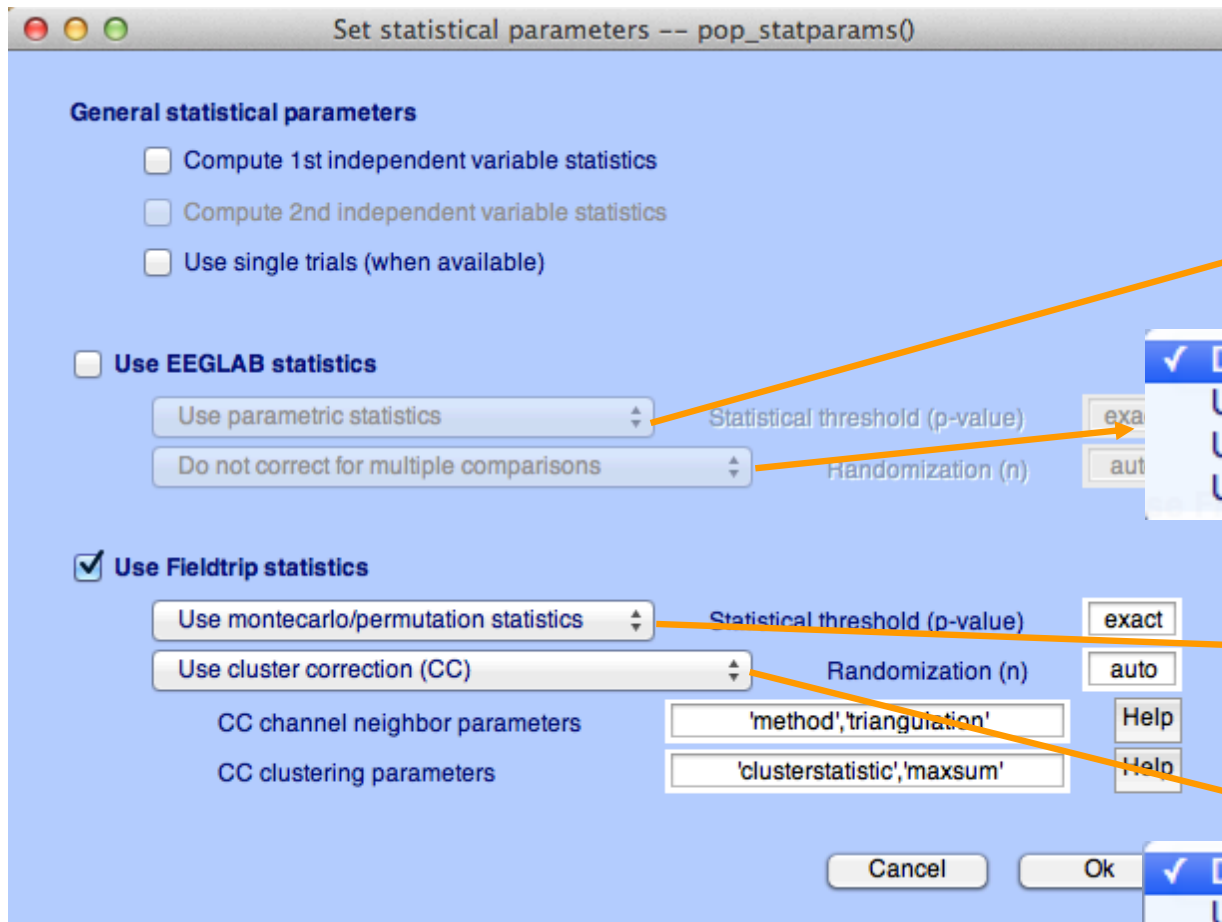 Set statistical parameters -- pop_statparams()
General statistical parameters
Compute 1st independent variable statistics
Compute 2nd independent variable statistics
Use single trials (when available)
Use EEGLAB statistics
Use parametric statistics Statistical threshold (p-value)
Do not correct for multiple comparisons Randomization (n)
Use Fieldtrip statistics
Use montecarlo/permutation statistics Statistical threshold (p-value) exact
Use cluster correction (CC) Randomization (n) auto
CC channel neighbor parameters 'method','triangulation' Help
CC clustering parameters 'clusterstatistic','maxsum' Help
Cancel Ok